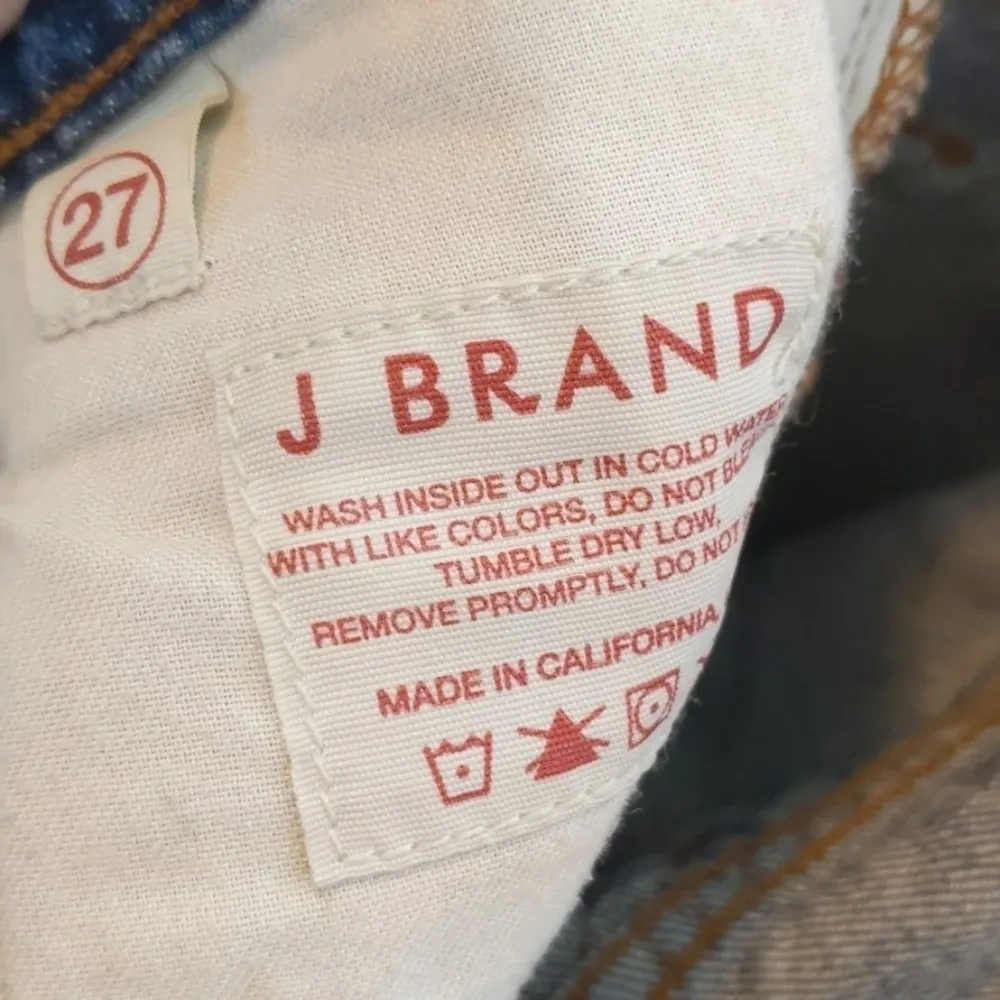 27
J BRAND
WASH INSIDE OUT IN COLD WATER
WITH LIKE COLORS, DO NOT
TUMBLE DRY LOW,
REMOVE PROMPTLY, DO NOT
MADE IN CALIFORNIA